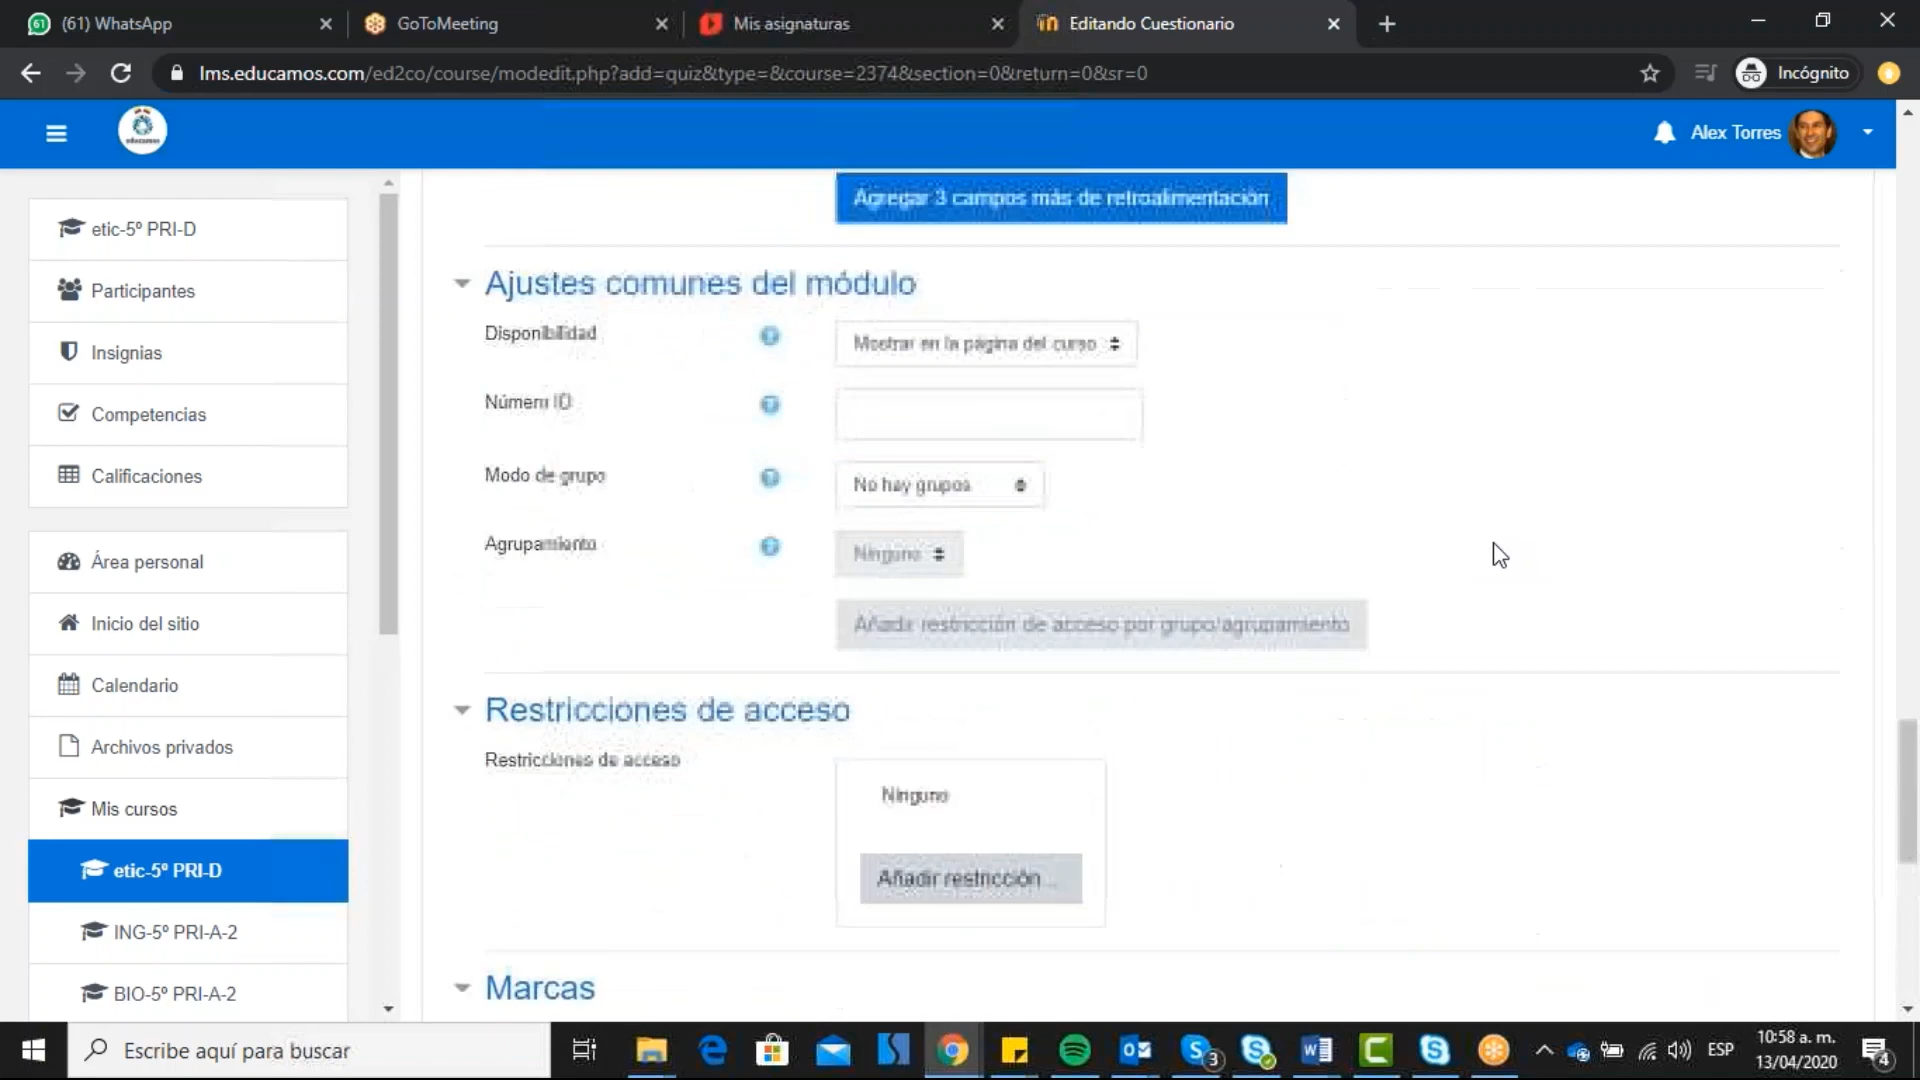 (61) WhatsApp
GoToMeeting
Mis asignaturas
Editando Cuestionario
lms.educamos.com/ed2co/course/modedit.php?add=quiz&type=&course=2374&section=0&return=0&sr=0
Incógnito
educamos
Alex Torres
etic-5º PRI-D
Participantes
Insignias
Competencias
Calificaciones
Área personal
Inicio del sitio
Calendario
Archivos privados
Mis cursos
etic-5º PRI-D
ING-5º PRI-A-2
BIO-5º PRI-A-2
Agregar 3 campos más de retroalimentación
Ajustes comunes del módulo
Disponibilidad
Mostrar en la página del curso
Número ID
Modo de grupo
No hay grupos
Agrupamiento
Ninguno
Añadir restricción de acceso por grupo/agrupamiento
Restricciones de acceso
Restricciones de acceso
Ninguno
Añadir restricción...
Marcas
Escribe aquí para buscar
3
ESP
10:58 a. m.
13/04/2020
4